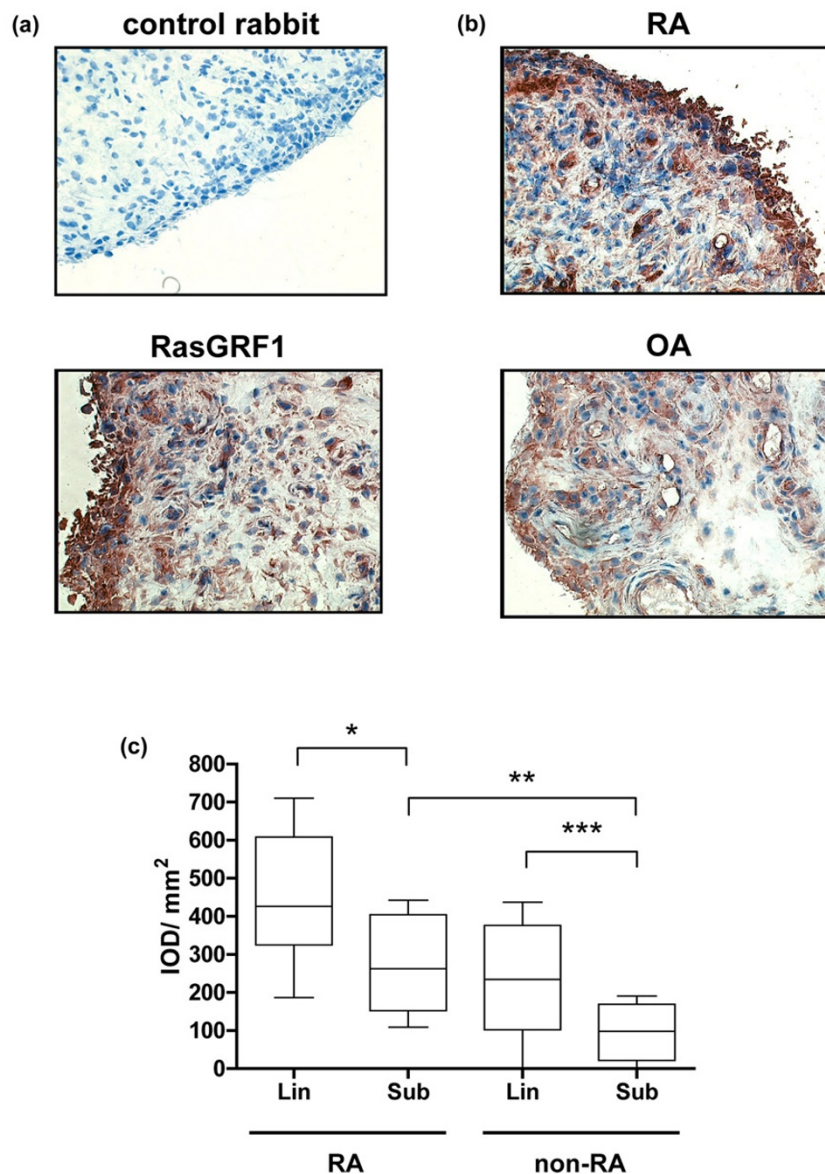 (a)
control rabbit
(b)
RA
RasGRF1
OA
(c)
*
**
***
IOD/ mm²
800
700
600
500
400
300
200
100
0
Lin
Sub
Lin
Sub
RA
non-RA